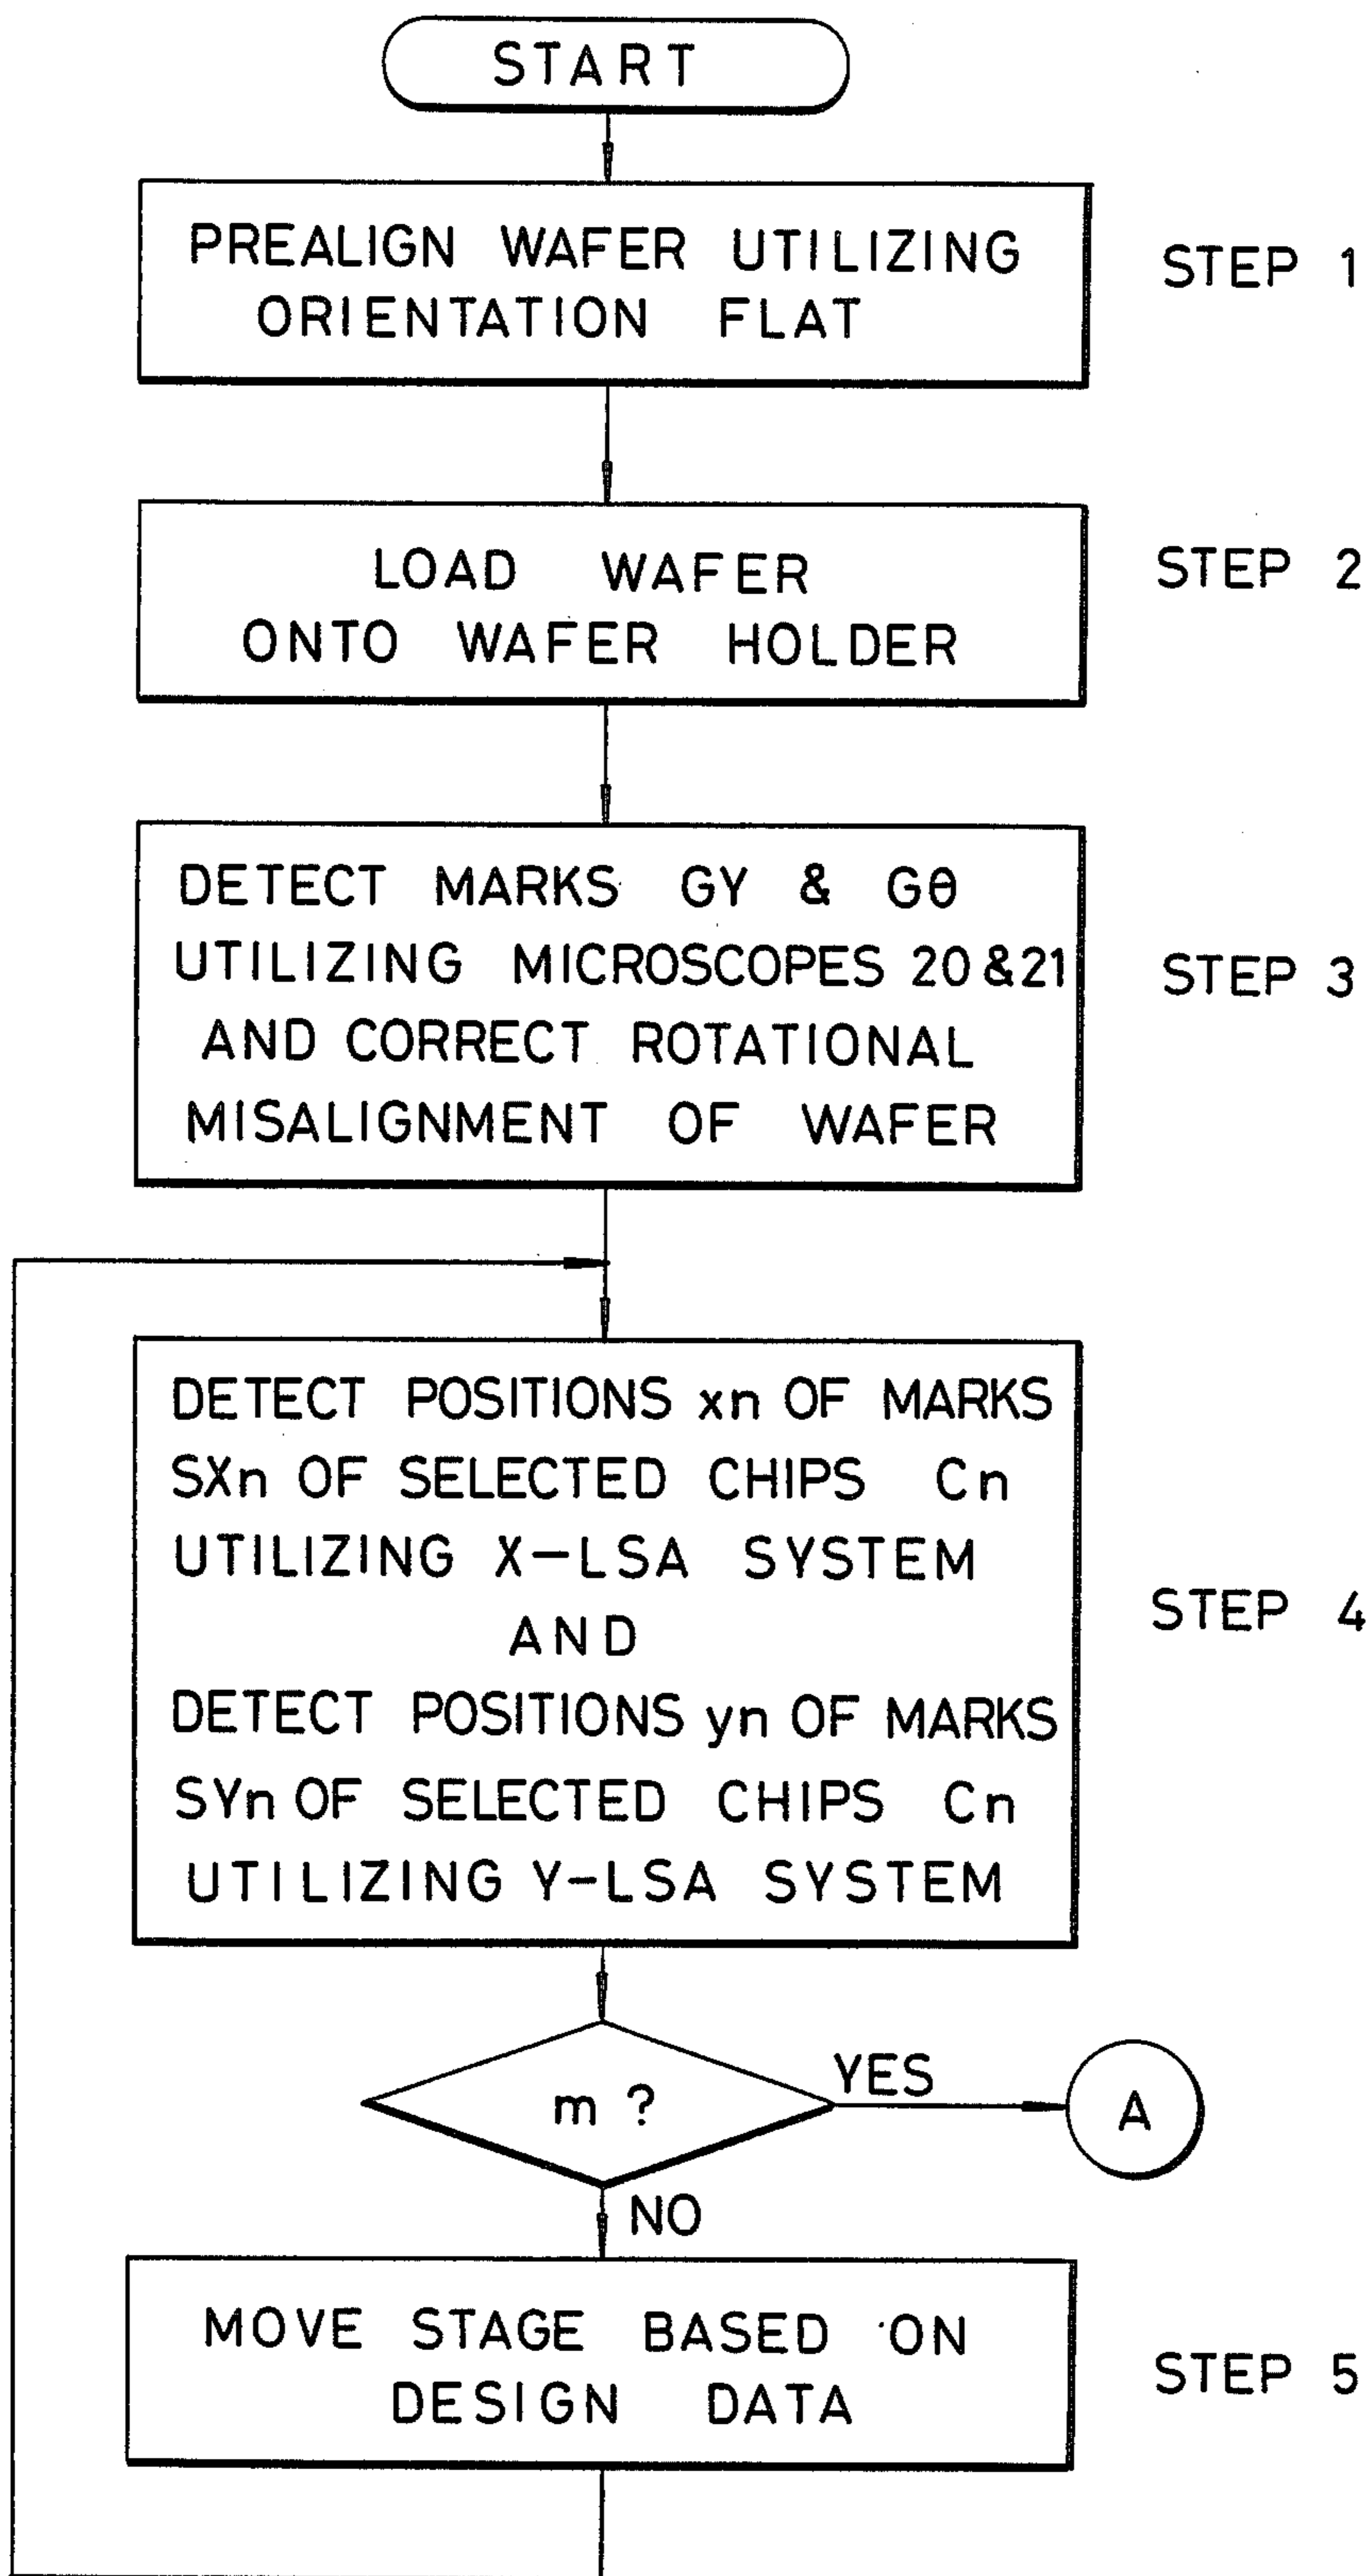 START
PREALIGN WAFER UTILIZING
ORIENTATION FLAT
STEP 1
LOAD WAFER
ONTO WAFER HOLDER
STEP 2
DETECT MARKS GY & Gθ
UTILIZING MICROSCOPES 20&21
AND CORRECT ROTATIONAL
MISALIGNMENT OF WAFER
STEP 3
DETECT POSITIONS xn OF MARKS
SXn OF SELECTED CHIPS Cn
UTILIZING X-LSA SYSTEM
AND
DETECT POSITIONS yn OF MARKS
SYn OF SELECTED CHIPS Cn
UTILIZING Y-LSA SYSTEM
STEP 4
m ?
YES
A
NO
MOVE STAGE BASED ON
DESIGN DATA
STEP 5